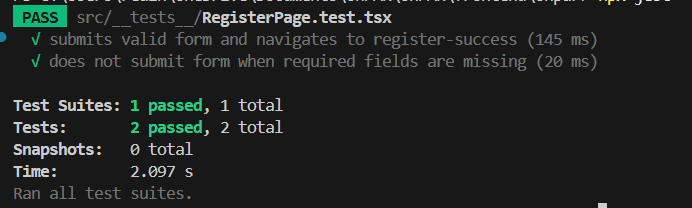 PASS src/__tests__/RegisterPage.test.tsx
√ submits valid form and navigates to register-success (145 ms)
√ does not submit form when required fields are missing (20 ms)
Test Suites: 1 passed, 1 total
Tests: 2 passed, 2 total
Snapshots: 0 total
Time: 2.097 s
Ran all test suites.